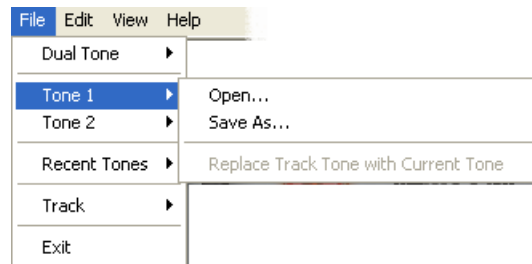 File Edit View Help
Dual Tone
Tone 1
Open...
Tone 2
Save As...
Recent Tones
Replace Track Tone with Current Tone
Track
Exit